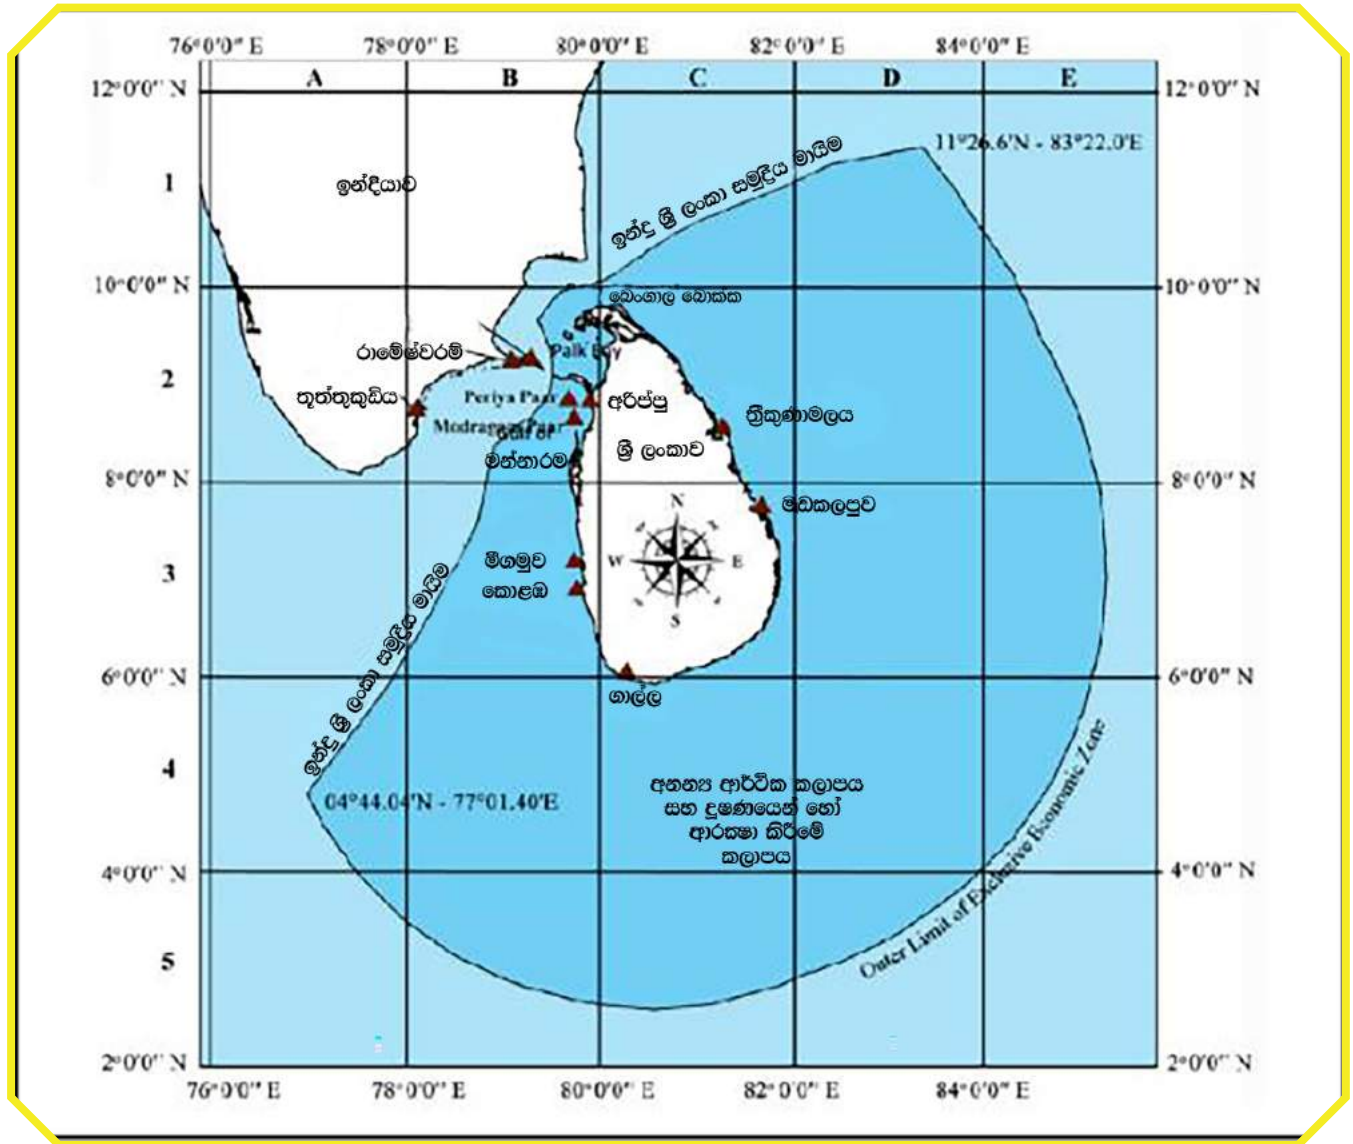 76°0'0" E 78°0'0" E 80°0'0" E 82°0'0" E 84°0'0" E
A B C D E
12°0'0" N 12°0'0" N
11°26.6'N - 83°22.0'E
ඉන්දු ශ්‍රී ලංකා සමුද්‍රීය මායිම
1
ඉන්දියාව
10°0'0" N 10°0'0" N
බෙංගාල බොක්ක
රාමේෂ්වරම් Palk Bay
2
තූත්තුකුඩිය Periya Paar අරිප්පු
ත්‍රීකුණාමලය
Modragam Paar
Gulf of
ශ්‍රී ලංකාව
මන්නාරම
8°0'0" N 8°0'0" N
N
මඩකලපුව
මීගමුව W E
3
කොළඹ
S
ඉන්දු ශ්‍රී ලංකා සමුද්‍රීය මායිම
6°0'0" N 6°0'0" N
ගාල්ල
4
04°44.04'N - 77°01.40'E
අනන්‍ය ආර්ථික කලාපය
සහ දූෂණයෙන් හෝ
ආරක්‍ෂා කිරීමේ
කලාපය
4°0'0" N 4°0'0" N
Outer Limit of Exclusive Economic Zone
5
2°0'0" N 2°0'0" N
76°0'0" E 78°0'0" E 80°0'0" E 82°0'0" E 84°0'0" E